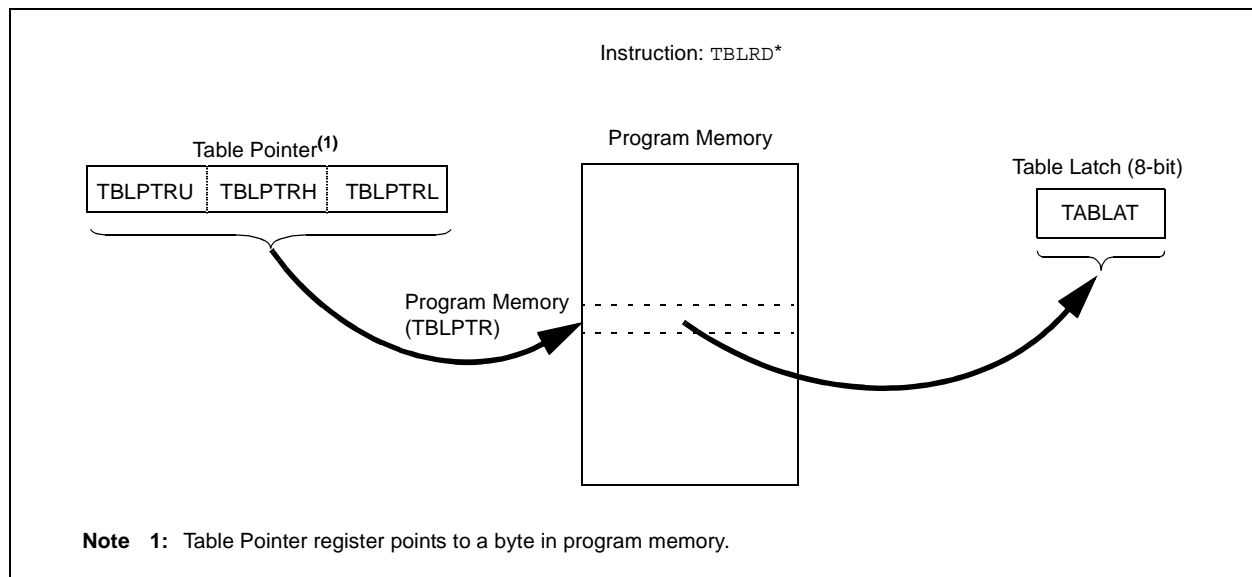 Instruction: TBLRD*
Table Pointer(1)
Program Memory
Table Latch (8-bit)
TBLPTRU TBLPTRH TBLPTRL
TABLAT
Program Memory
(TBLPTR)
Note 1: Table Pointer register points to a byte in program memory.